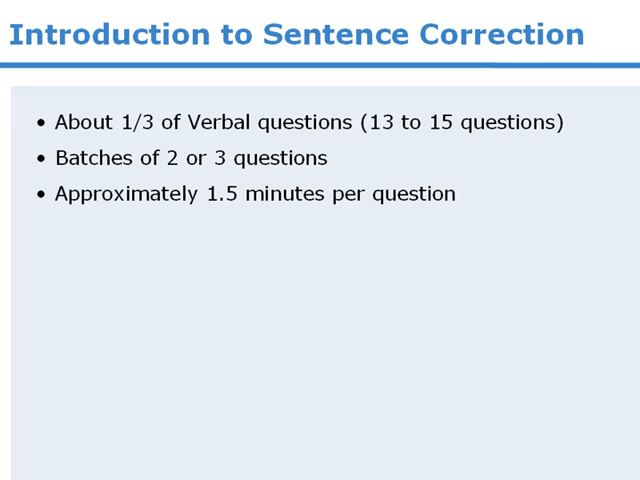 Introduction to Sentence Correction
• About 1/3 of Verbal questions (13 to 15 questions)
• Batches of 2 or 3 questions
• Approximately 1.5 minutes per question